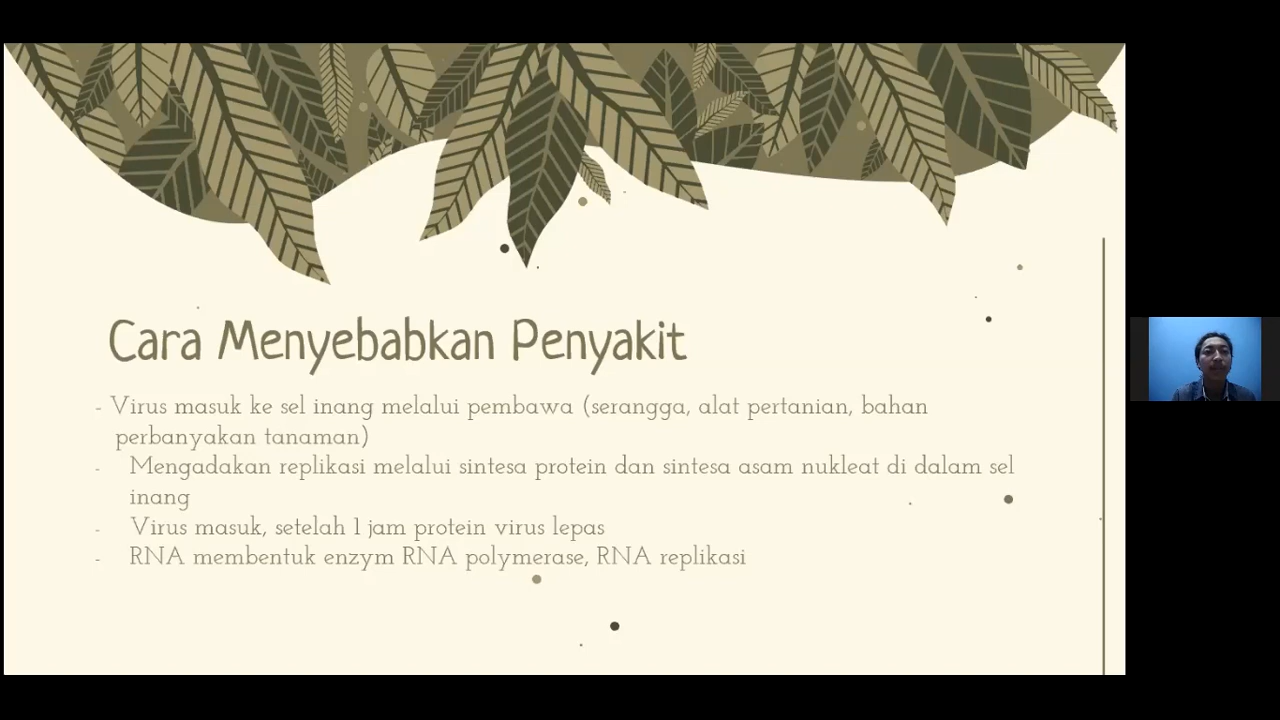 Cara Menyebabkan Penyakit
- Virus masuk ke sel inang melalui pembawa (serangga, alat pertanian, bahan
perbanyakan tanaman)
- Mengadakan replikasi melalui sintesa protein dan sintesa asam nukleat di dalam sel
inang
- Virus masuk, setelah 1 jam protein virus lepas
- RNA membentuk enzym RNA polymerase, RNA replikasi